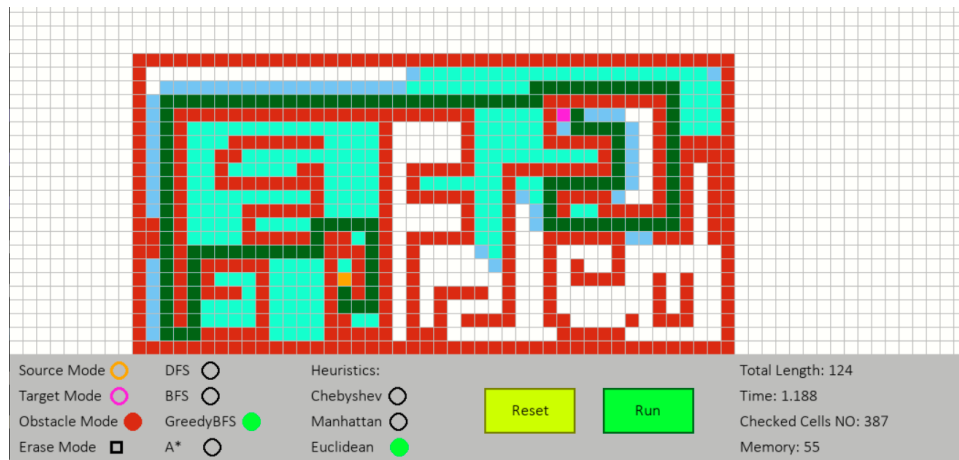 Source Mode DFS Heuristics: Total Length: 124
Target Mode BFS Chebyshev Reset Run Time: 1.188
Obstacle Mode GreedyBFS Manhattan Checked Cells NO: 387
Erase Mode A* Euclidean Memory: 55